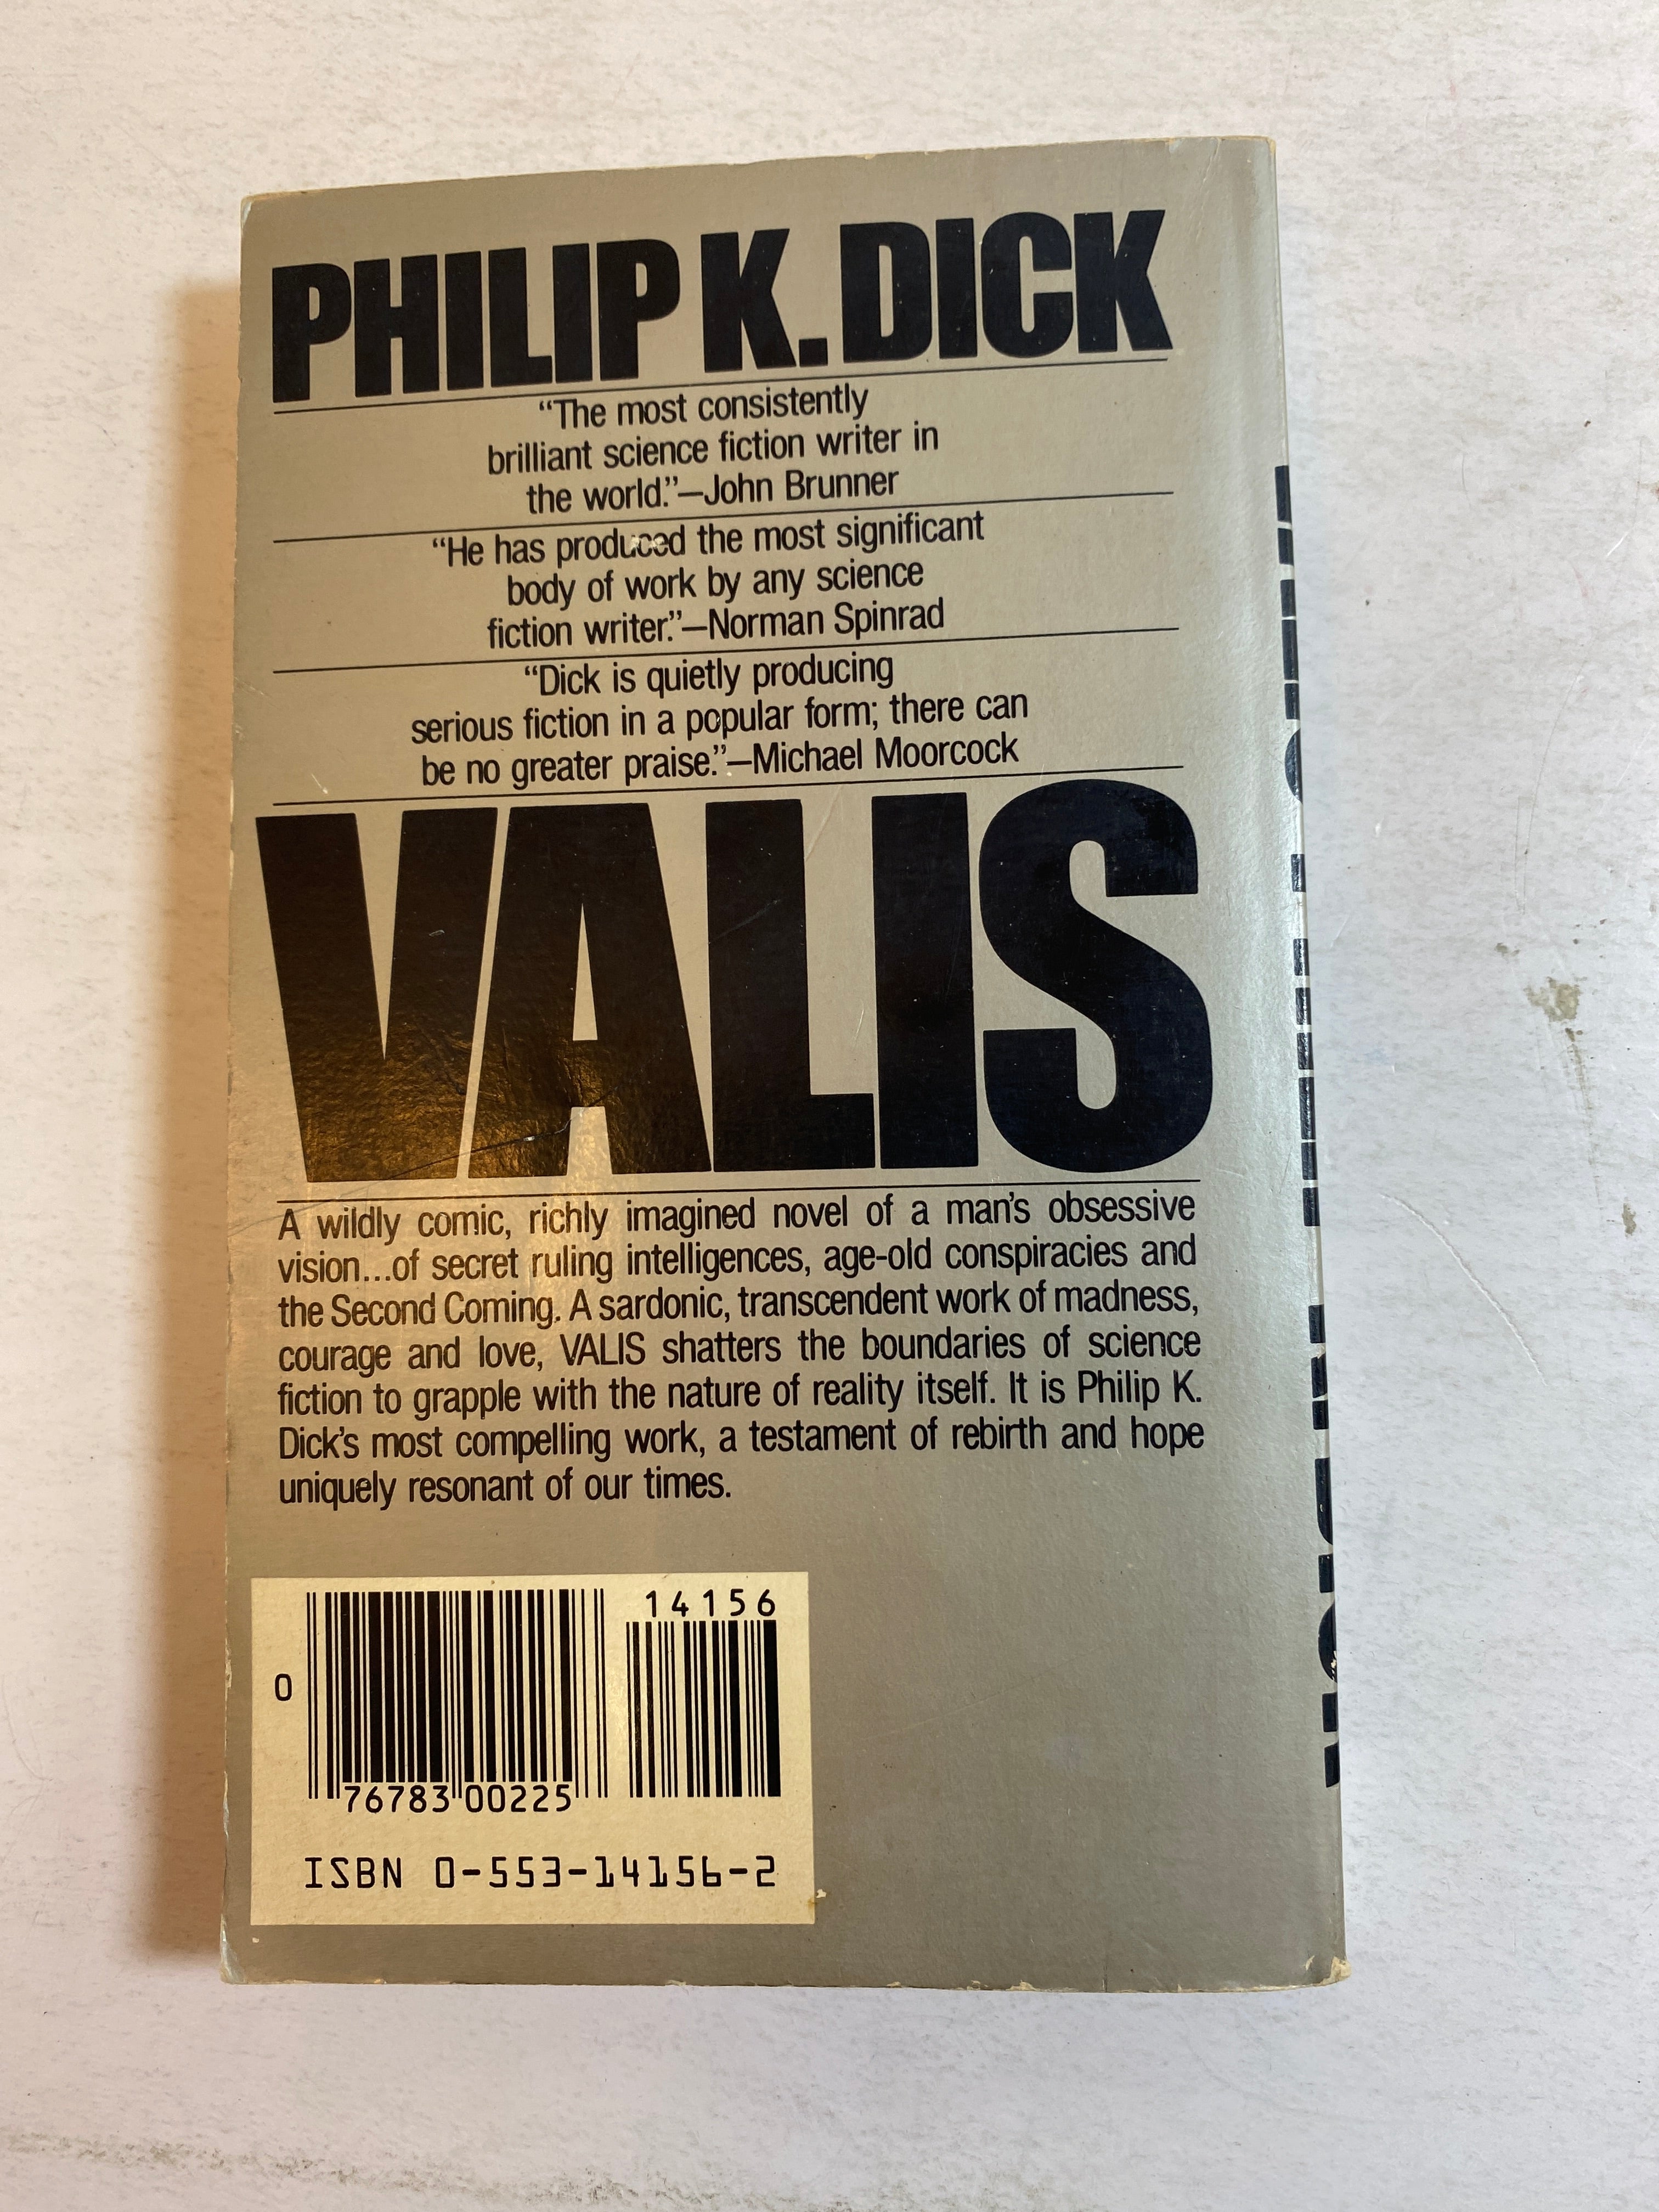 PHILIP K. DICK
“The most consistently
brilliant science fiction writer in
the world.”—John Brunner
“He has produced the most significant
body of work by any science
fiction writer.”—Norman Spinrad
“Dick is quietly producing
serious fiction in a popular form; there can
be no greater praise.”—Michael Moorcock
VALIS
A wildly comic, richly imagined novel of a man's obsessive
vision...of secret ruling intelligences, age-old conspiracies and
the Second Coming. A sardonic, transcendent work of madness,
courage and love, VALIS shatters the boundaries of science
fiction to grapple with the nature of reality itself. It is Philip K.
Dick's most compelling work, a testament of rebirth and hope
uniquely resonant of our times.
14156
0
76783 00225
ISBN 0-553-14156-2